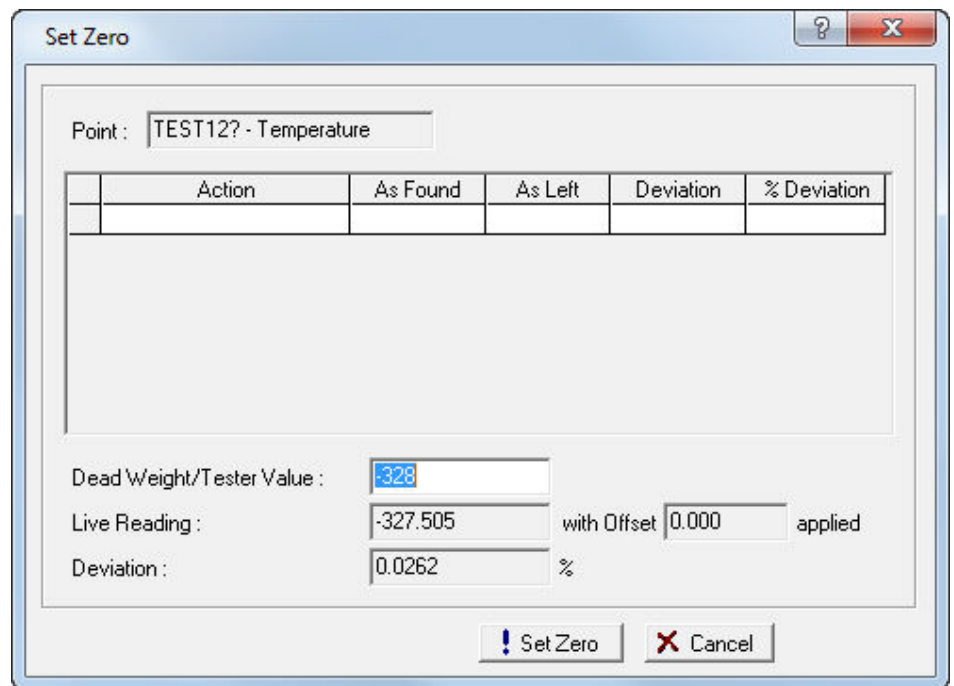 Set Zero
Point : TEST12? - Temperature
Action As Found As Left Deviation % Deviation
Dead Weight/Tester Value : -328
Live Reading : -327.505 with Offset 0.000 applied
Deviation : 0.0262 %
! Set Zero X Cancel